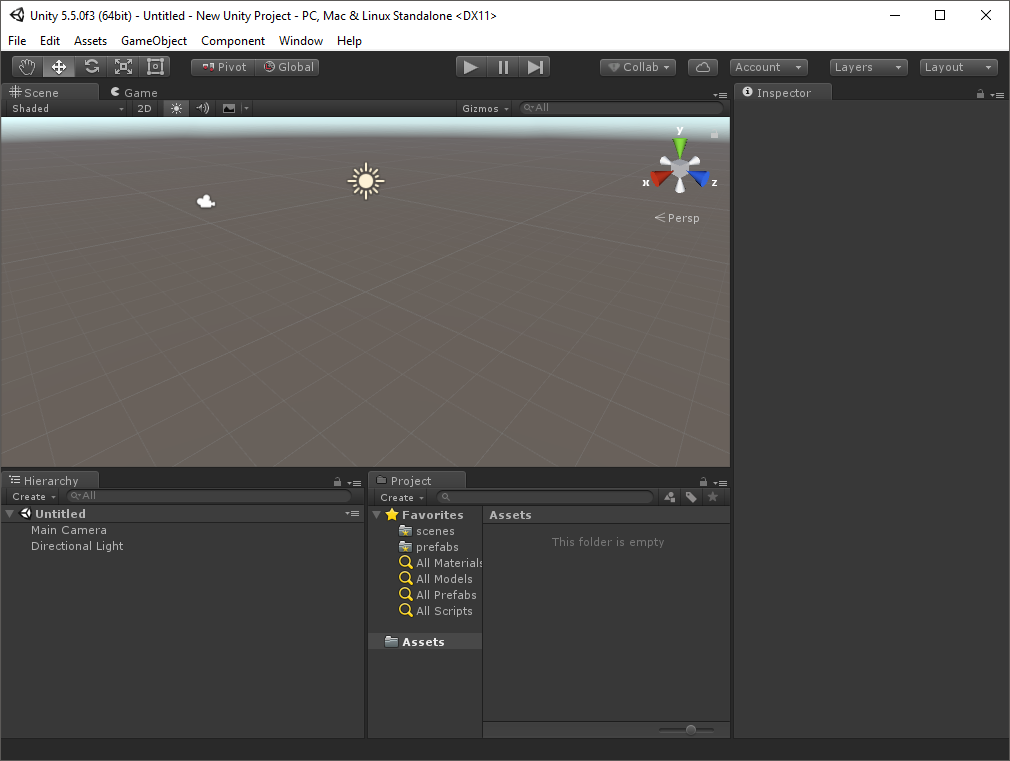 Unity 5.5.0f3 (64bit) - Untitled - New Unity Project - PC, Mac & Linux Standalone <DX11>
File Edit Assets GameObject Component Window Help
Pivot Global Collab Account Layers Layout
Scene Game Inspector
Shaded 2D Gizmos All
y
x z
Persp
Hierarchy
Create All
Untitled
Main Camera
Directional Light
Project
Create
Favorites
scenes
prefabs
All Materials
All Models
All Prefabs
All Scripts
Assets
Assets
This folder is empty